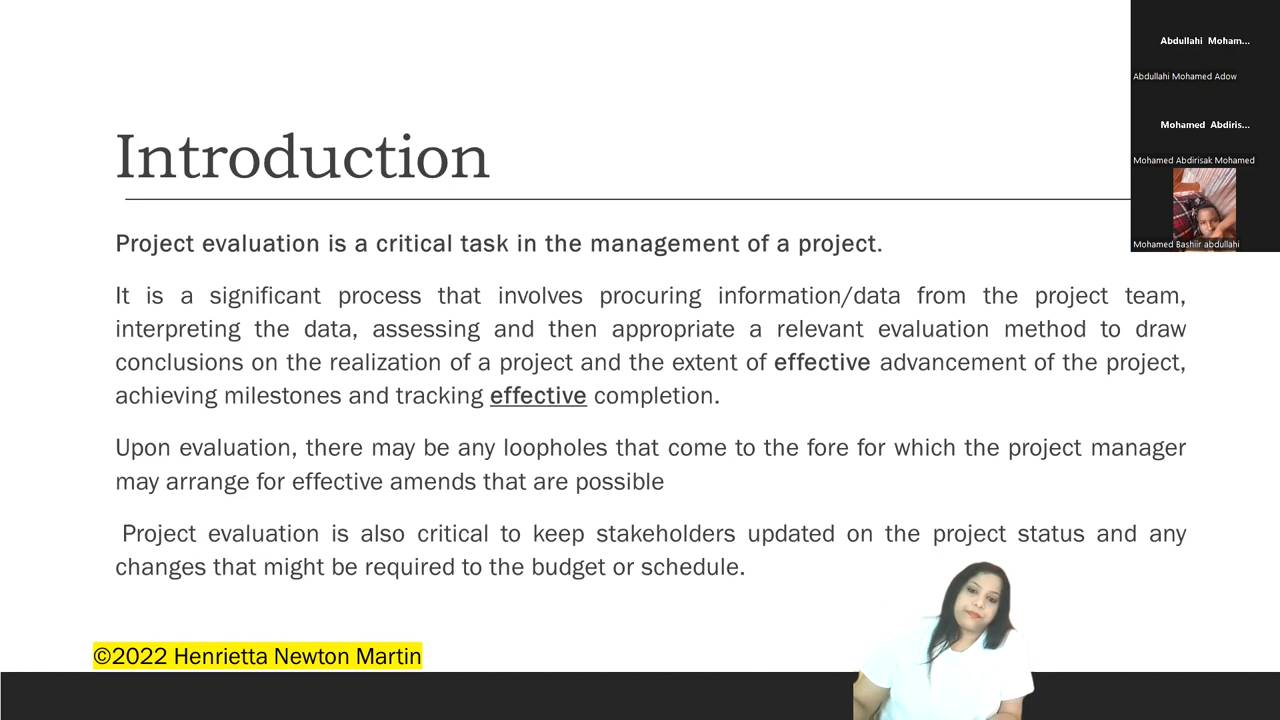 Introduction
Project evaluation is a critical task in the management of a project.
It is a significant process that involves procuring information/data from the project team,
interpreting the data, assessing and then appropriate a relevant evaluation method to draw
conclusions on the realization of a project and the extent of effective advancement of the project,
achieving milestones and tracking effective completion.
Upon evaluation, there may be any loopholes that come to the fore for which the project manager
may arrange for effective amends that are possible
Project evaluation is also critical to keep stakeholders updated on the project status and any
changes that might be required to the budget or schedule.
©2022 Henrietta Newton Martin
Abdullahi Moham...
Abdullahi Mohamed Adow
Mohamed Abdiris...
Mohamed Abdirisak Mohamed
Mohamed Bashiir abdullahi